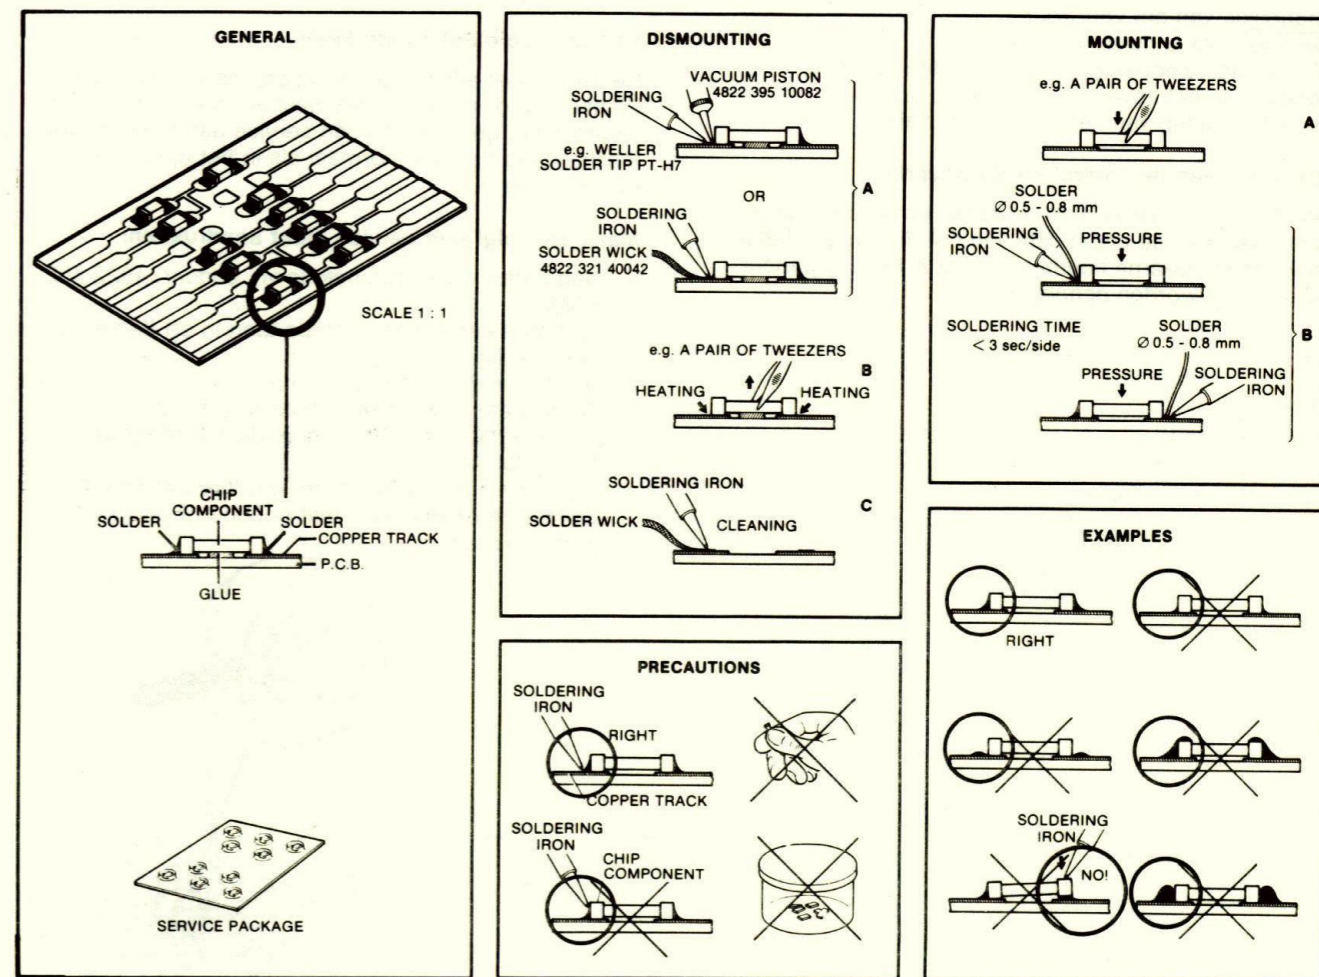 GENERAL
SCALE 1 : 1
CHIP
COMPONENT
SOLDER
SOLDER
COPPER TRACK
P.C.B.
GLUE
SERVICE PACKAGE
DISMOUNTING
VACUUM PISTON
4822 395 10082
SOLDERING
IRON
e.g. WELLER
SOLDER TIP PT-H7
A
OR
SOLDERING
IRON
SOLDER WICK
4822 321 40042
e.g. A PAIR OF TWEEZERS
B
HEATING
HEATING
SOLDERING IRON
C
SOLDER WICK
CLEANING
PRECAUTIONS
SOLDERING
IRON
RIGHT
COPPER TRACK
SOLDERING
IRON
CHIP
COMPONENT
MOUNTING
e.g. A PAIR OF TWEEZERS
A
SOLDER
Ø 0.5 - 0.8 mm
SOLDERING
IRON
PRESSURE
SOLDERING TIME
< 3 sec/side
SOLDER
Ø 0.5 - 0.8 mm
B
PRESSURE
SOLDERING
IRON
EXAMPLES
RIGHT
SOLDERING
IRON
NO!